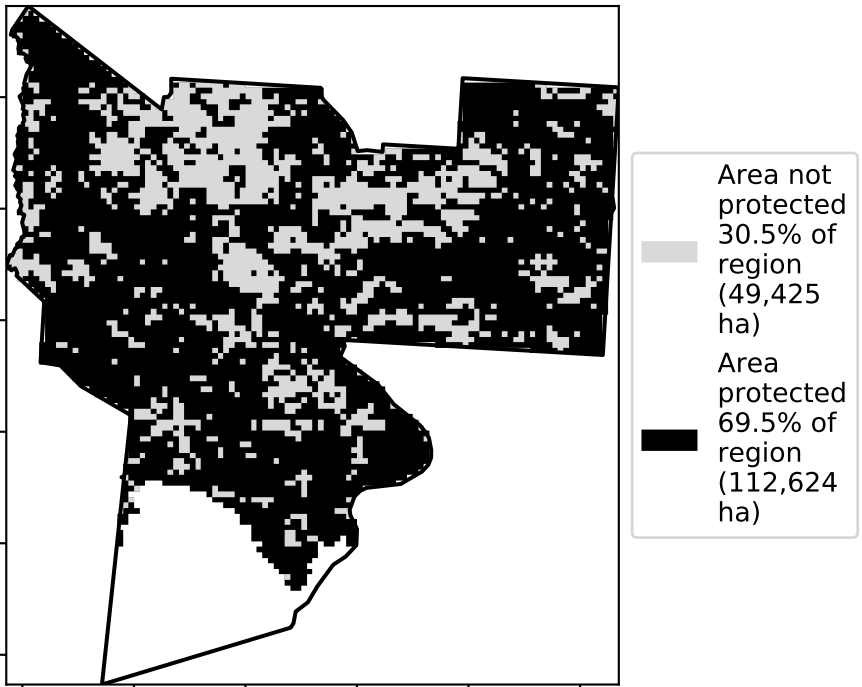 Area not
protected
30.5% of
region
(49,425
ha)
Area
protected
69.5% of
region
(112,624
ha)